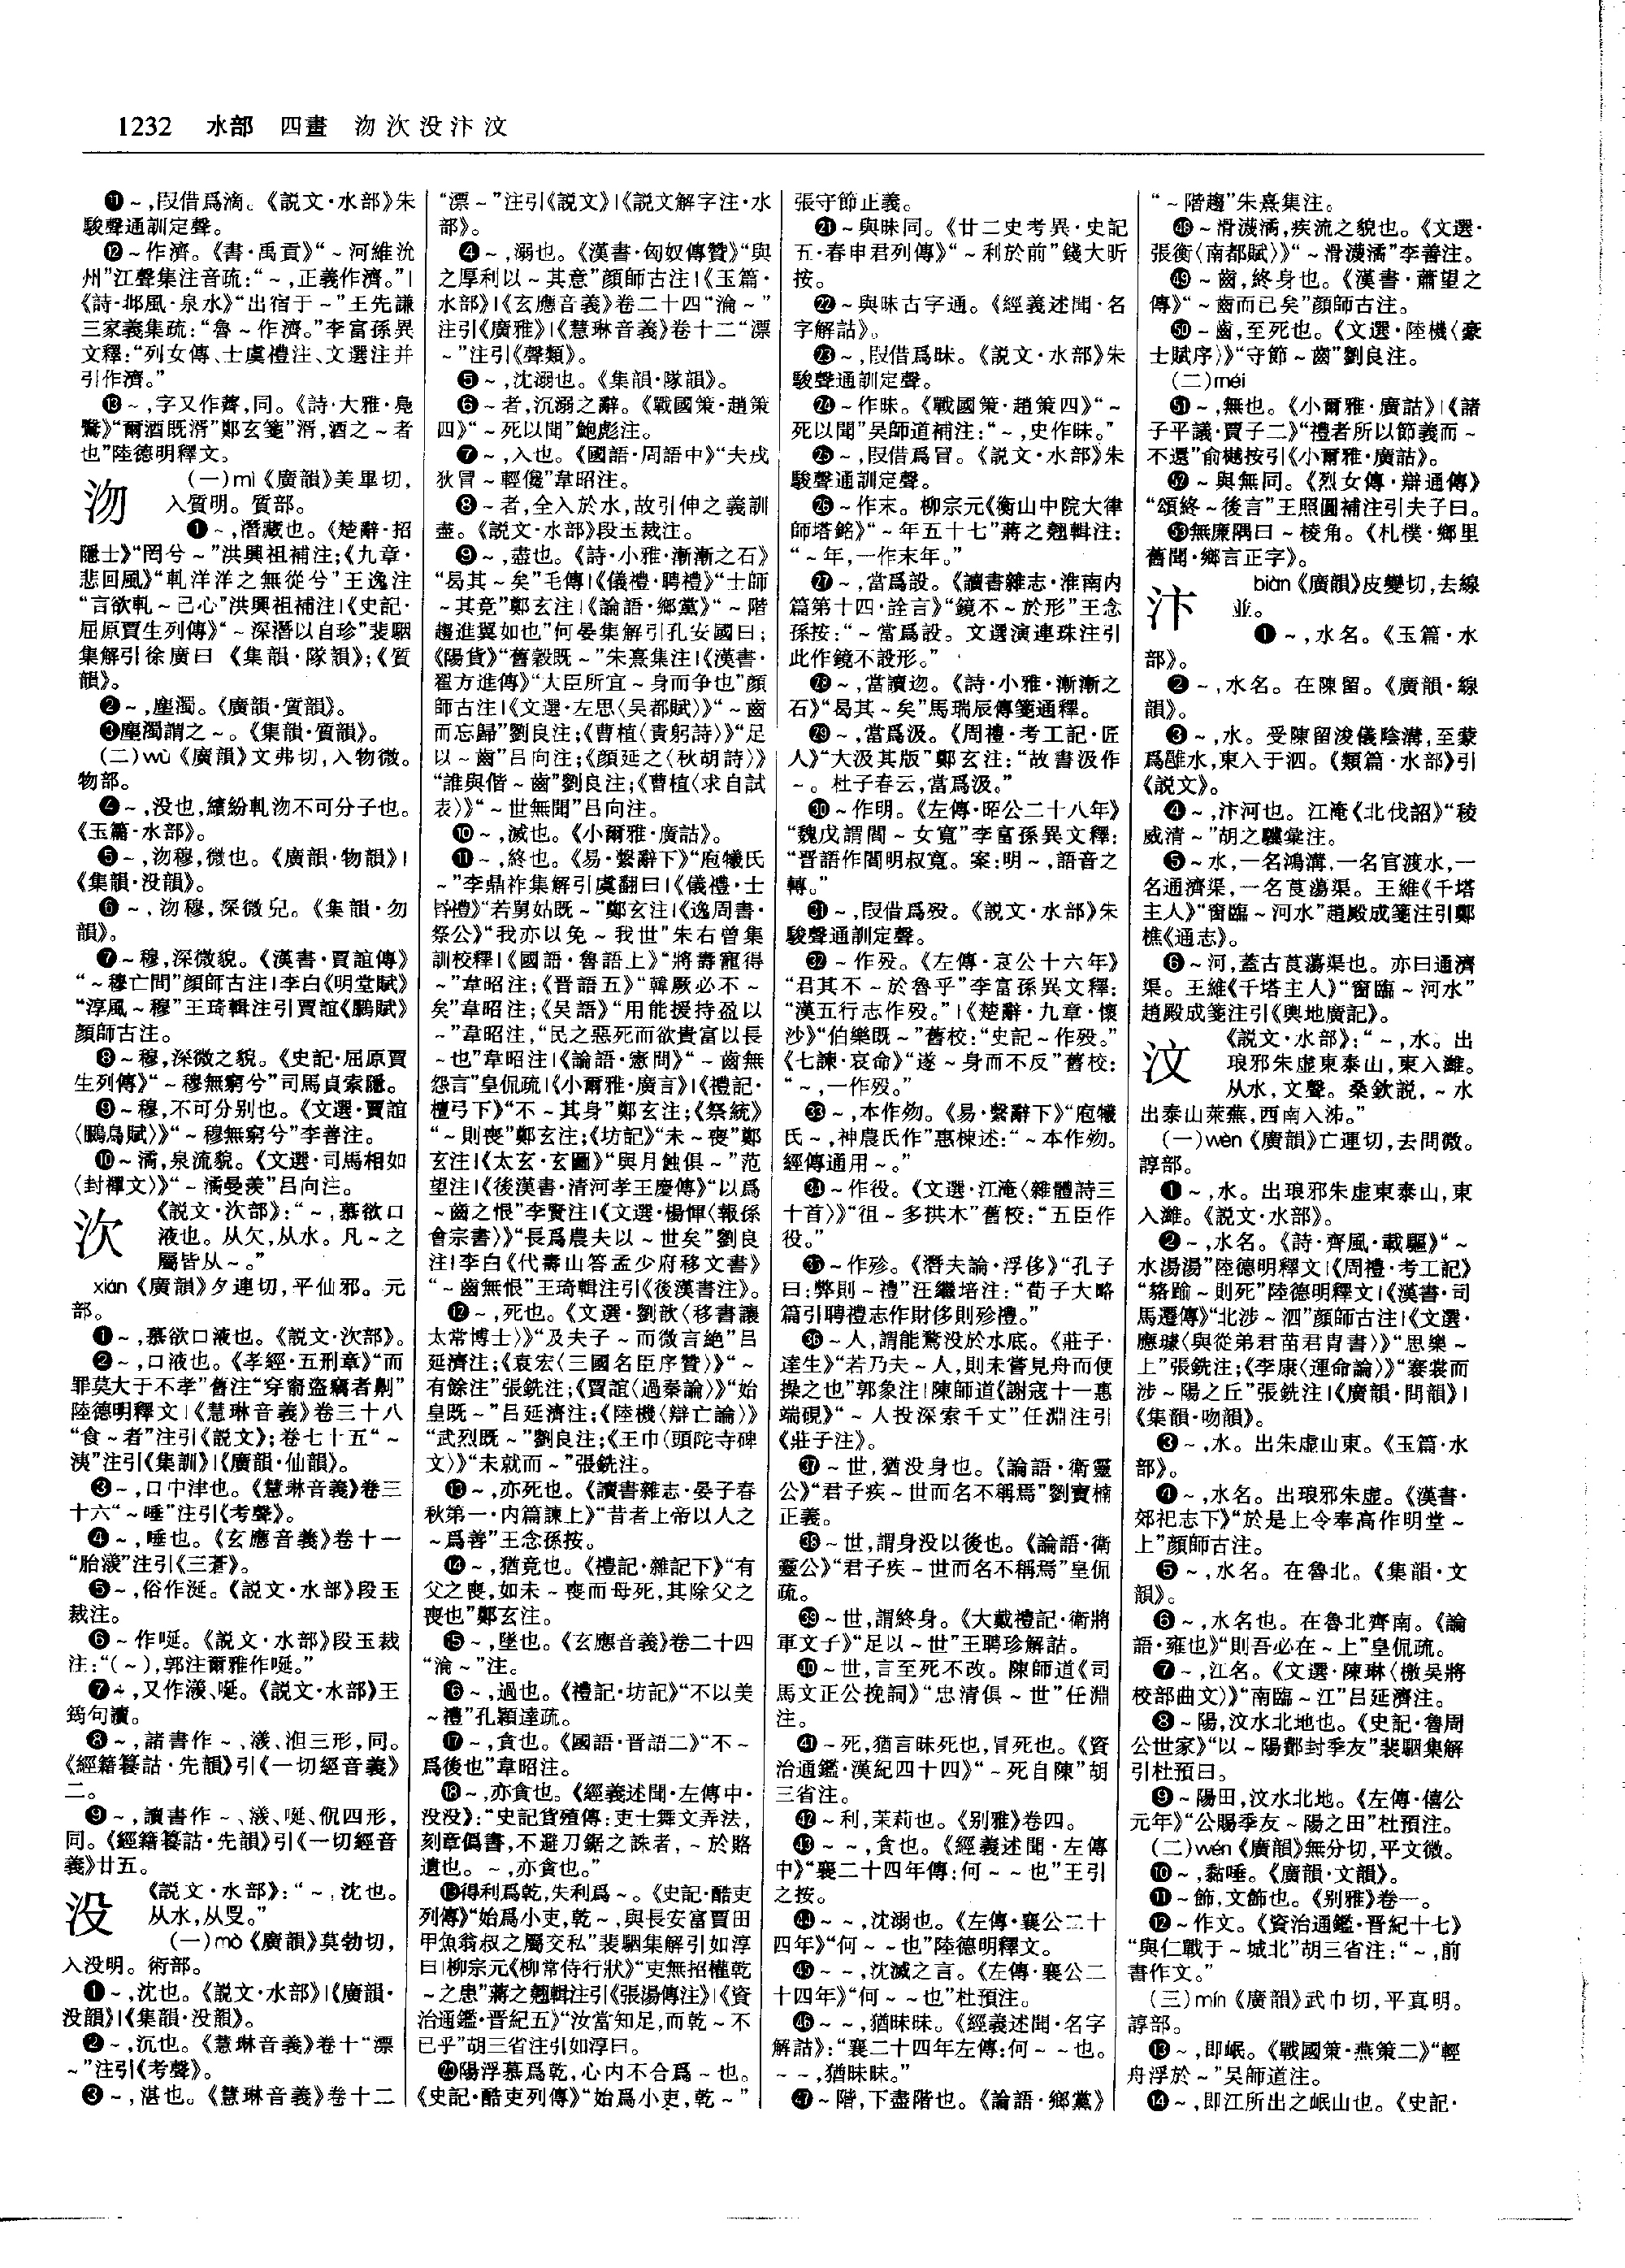 1232 水部 四畫 沕㳄没汴汶
⓫～,叚借爲滴。《説文·水部》朱
駿聲通訓定聲。
⓬～作濟。《書·禹貢》“～河維沇
州”江聲集注音疏:“～,正義作濟。”|
《詩·邶風·泉水》“出宿于～”王先謙
三家義集疏:“魯～作濟。”李富孫異
文釋:“列女傳、士虞禮注、文選注并
引作濟。”
⓭～,字又作薺,同。《詩·大雅·鳧
鷖》“爾酒既湑”鄭玄箋“湑,酒之～者
也”陸德明釋文。
沕
(一)mì《廣韻》美畢切,
入質明。質部。
❶～,潛藏也。《楚辭·招
隱士》“罔兮～”洪興祖補注;《九章·
悲回風》“軋洋洋之無從兮”王逸注
“言欲軋～己心”洪興祖補注|《史記·
屈原賈生列傳》“～深潛以自珍”裴駰
集解引徐廣曰 《集韻·隊韻》;《質
韻》。
❷～,塵濁。《廣韻·質韻》。
❸塵濁謂之～。《集韻·質韻》。
(二)wù《廣韻》文弗切,入物微。
物部。
❹～,没也,繽紛軋沕不可分子也。
《玉篇·水部》。
❺～,沕穆,微也。《廣韻·物韻》|
《集韻·没韻》。
❻～,沕穆,深微皃。《集韻·勿
韻》。
❼～穆,深微貌。《漢書·賈誼傳》
“～穆亡間”顔師古注|李白《明堂賦》
“淳風～穆”王琦輯注引賈誼《鵩賦》
顔師古注。
❽～穆,深微之貌。《史記·屈原賈
生列傳》“～穆無窮兮”司馬貞索隱。
❾～穆,不可分别也。《文選·賈誼
〈鵩鳥賦〉》“～穆無窮兮”李善注。
❿～潏,泉流貌。《文選·司馬相如
〈封禪文〉》“～潏曼羨”吕向注。
㳄
《説文·㳄部》:“～,慕欲口
液也。从欠,从水。凡～之
屬皆从～。”
xián《廣韻》夕連切,平仙邪。元
部。
❶～,慕欲口液也。《説文·㳄部》。
❷～,口液也。《孝經·五刑章》“而
罪莫大于不孝”舊注“穿窬盗竊者劓”
陸德明釋文|《慧琳音義》卷三十八
“食～者”注引《説文》;卷七十五“～
洟”注引《集訓》|《廣韻·仙韻》。
❸～,口中津也。《慧琳音義》卷三
十六“～唾”注引《考聲》。
❹～,唾也。《玄應音義》卷十一
“胎㵪”注引《三蒼》。
❺～,俗作涎。《説文·水部》段玉
裁注。
❻～作唌。《説文·水部》段玉裁
注:“(～),郭注爾雅作唌。”
❼～,又作㵪、唌。《説文·水部》王
筠句讀。
❽～,諸書作～、㵪、泹三形,同。
《經籍籑詁·先韻》引《一切經音義》
二。
❾～,讀書作～、㵪、唌、侃四形,
同。《經籍籑詁·先韻》引《一切經音
義》廿五。
没
《説文·水部》:“～,沈也。
从水,从𠬸。”
(一)mò《廣韻》莫勃切,
入没明。術部。
❶～,沈也。《説文·水部》|《廣韻·
没韻》|《集韻·没韻》。
❷～,沉也。《慧琳音義》卷十“漂
～”注引《考聲》。
❸～,湛也。《慧琳音義》卷十二
“漂～”注引《説文》|《説文解字注·水
部》。
❹～,溺也。《漢書·匈奴傳贊》“與
之厚利以～其意”顔師古注|《玉篇·
水部》|《玄應音義》卷二十四“淪～”
注引《廣雅》|《慧琳音義》卷十二“漂
～”注引《聲類》。
❺～,沈溺也。《集韻·隊韻》。
❻～者,沉溺之辭。《戰國策·趙策
四》“～死以聞”鮑彪注。
❼～,入也。《國語·周語中》“夫戎
狄冒～輕儳”韋昭注。
❽～者,全入於水,故引伸之義訓
盡。《説文·水部》段玉裁注。
❾～,盡也。《詩·小雅·漸漸之石》
“曷其～矣”毛傳|《儀禮·聘禮》“士師
～其竟”鄭玄注|《論語·鄉黨》“～階
趨進翼如也”何晏集解引孔安國曰;
《陽貨》“舊穀既～”朱熹集注|《漢書·
翟方進傳》“大臣所宜～身而争也”顔
師古注|《文選·左思〈吴都賦〉》“～齒
而忘歸”劉良注;《曹植〈責躬詩〉》“足
以～齒”吕向注;《顔延之〈秋胡詩〉》
“誰與偕～齒”劉良注;《曹植〈求自試
表〉》“～世無聞”吕向注。
❿～,滅也。《小爾雅·廣詁》。
⓫～,終也。《易·繫辭下》“庖犧氏
～”李鼎祚集解引虞翻曰|《儀禮·士
昏禮》“若舅姑既～”鄭玄注|《逸周書·
祭公》“我亦以免～我世”朱右曾集
訓校釋|《國語·魯語上》“將壽寵得
～”韋昭注;《晋語五》“韓厥必不～
矣”韋昭注;《吴語》“用能援持盈以
～”韋昭注,“民之惡死而欲貴富以長
～也”韋昭注|《論語·憲問》“～齒無
怨言”皇侃疏|《小爾雅·廣言》|《禮記·
檀弓下》“不～其身”鄭玄注;《祭統》
“～則喪”鄭玄注;《坊記》“未～喪”鄭
玄注|《太玄·玄圖》“與月蝕俱～”范
望注|《後漢書·清河孝王慶傳》“以爲
～齒之恨”李賢注|《文選·楊惲〈報孫
會宗書〉》“長爲農夫以～世矣”劉良
注|李白《代壽山答孟少府移文書》
“～齒無恨”王琦輯注引《後漢書注》。
⓬～,死也。《文選·劉歆〈移書讓
太常博士〉》“及夫子～而微言絶”吕
延濟注;《袁宏〈三國名臣序贊〉》“～
有餘注”張銑注;《賈誼〈過秦論〉》“始
皇既～”吕延濟注;《陸機〈辯亡論〉》
“武烈既～”劉良注;《王巾〈頭陀寺碑
文〉》“未就而～”張銑注。
⓭～,亦死也。《讀書雜志·晏子春
秋第一·内篇諫上》“昔者上帝以人之
～爲善”王念孫按。
⓮～,猶竟也。《禮記·雜記下》“有
父之喪,如未～喪而母死,其除父之
喪也”鄭玄注。
⓯～,墜也。《玄應音義》卷二十四
“淪～”注。
⓰～,過也。《禮記·坊記》“不以美
～禮”孔穎達疏。
⓱～,貪也。《國語·晋語二》“不～
爲後也”韋昭注。
⓲～,亦貪也。《經義述聞·左傳中·
没没》:“史記貨殖傳:吏士舞文弄法,
刻章僞書,不避刀鋸之誅者,～於賂
遺也。～,亦貪也。”
⓳得利爲乾,失利爲～。《史記·酷吏
列傳》“始爲小吏,乾～,與長安富賈田
甲魚翁叔之屬交私”裴駰集解引如淳
曰|柳宗元《柳常侍行狀》“吏無招權乾
～之患”蔣之翹輯注引《張湯傳注》|《資
治通鑑·晋紀五》“汝當知足,而乾～不
已乎”胡三省注引如淳曰。
⓴陽浮慕爲乾,心内不合爲～也。
《史記·酷吏列傳》“始爲小吏,乾～”
張守節正義。
㉑～與昧同。《廿二史考異·史記
五·春申君列傳》“～利於前”錢大昕
按。
㉒～與昧古字通。《經義述聞·名
字解詁》。
㉓～,叚借爲昧。《説文·水部》朱
駿聲通訓定聲。
㉔～作昧。《戰國策·趙策四》“～
死以聞”吴師道補注:“～,史作昧。”
㉕～,叚借爲冒。《説文·水部》朱
駿聲通訓定聲。
㉖～作末。柳宗元《衡山中院大律
師塔銘》“～年五十七”蔣之翹輯注:
“～年,一作末年。”
㉗～,當爲設。《讀書雜志·淮南内
篇第十四·詮言》“鏡不～於形”王念
孫按:“～當爲設。文選演連珠注引
此作鏡不設形。”
㉘～,當讀迩。《詩·小雅·漸漸之
石》“曷其～矣”馬瑞辰傳箋通釋。
㉙～,當爲汲。《周禮·考工記·匠
人》“大汲其版”鄭玄注:“故書汲作
～。杜子春云,當爲汲。”
㉚～作明。《左傳·昭公二十八年》
“魏戊謂閻～女寬”李富孫異文釋:
“晋語作閻明叔寬。案:明～,語音之
轉。”
㉛～,叚借爲殁。《説文·水部》朱
駿聲通訓定聲。
㉜～作殁。《左傳·哀公十六年》
“君其不～於魯乎”李富孫異文釋:
“漢五行志作殁。”|《楚辭·九章·懷
沙》“伯樂既～”舊校:“史記～作殁。”
《七諫·哀命》“遂～身而不反”舊校:
“～,一作殁。”
㉝～,本作歾。《易·繫辭下》“庖犧
氏～,神農氏作”惠棟述:“～本作歾。
經傳通用～。”
㉞～作役。《文選·江淹〈雜體詩三
十首〉》“徂～多拱木”舊校:“五臣作
役。”
㉟～作殄。《潛夫論·浮侈》“孔子
曰:弊則～禮”汪繼培注:“荀子大略
篇引聘禮志作財侈則殄禮。”
㊱～人,謂能鶩没於水底。《莊子·
達生》“若乃夫～人,則未嘗見舟而便
操之也”郭象注|陳師道《謝寇十一惠
端硯》“～人投深索千丈”任淵注引
《莊子注》。
㊲～世,猶没身也。《論語·衛靈
公》“君子疾～世而名不稱焉”劉寶楠
正義。
㊳～世,謂身没以後也。《論語·衛
靈公》“君子疾～世而名不稱焉”皇侃
疏。
㊴～世,謂終身。《大戴禮記·衛將
軍文子》“足以～世”王聘珍解詁。
㊵～世,言至死不改。陳師道《司
馬文正公挽詞》“忠清俱～世”任淵
注。
㊶～死,猶言昧死也,冒死也。《資
治通鑑·漢紀四十四》“～死自陳”胡
三省注。
㊷～利,茉莉也。《别雅》卷四。
㊸～～,貪也。《經義述聞·左傳
中》“襄二十四年傳:何～～也”王引
之按。
㊹～～,沈溺也。《左傳·襄公二十
四年》“何～～也”陸德明釋文。
㊺～～,沈滅之言。《左傳·襄公二
十四年》“何～～也”杜預注。
㊻～～,猶昧昧。《經義述聞·名字
解詁》:“襄二十四年左傳:何～～也。
～～,猶昧昧。”
㊼～階,下盡階也。《論語·鄉黨》
“～階趨”朱熹集注。
㊽～滑瀎潏,疾流之貌也。《文選·
張衡〈南都賦〉》“～滑瀎潏”李善注。
㊾～齒,終身也。《漢書·蕭望之
傳》“～齒而已矣”顔師古注。
㊿～齒,至死也。《文選·陸機〈豪
士賦序〉》“守節～齒”劉良注。
(二)méi
51～,無也。《小爾雅·廣詁》|《諸
子平議·賈子二》“禮者所以節義而～
不還”俞樾按引《小爾雅·廣詁》。
52～與無同。《烈女傳·辯通傳》
“頌終～後言”王照圓補注引夫子曰。
53無廉隅曰～棱角。《札樸·鄉里
舊聞·鄉言正字》。
汴
biàn《廣韻》皮變切,去線
並。
❶～,水名。《玉篇·水
部》。
❷～,水名。在陳留。《廣韻·線
韻》。
❸～,水。受陳留浚儀陰溝,至蒙
爲雝水,東入于泗。《類篇·水部》引
《説文》。
❹～,汴河也。江淹《北伐詔》“稜
威清～”胡之驥彙注。
❺～水,一名鴻溝,一名官渡水,一
名通濟渠,一名莨蕩渠。王維《千塔
主人》“窗臨～河水”趙殿成箋注引鄭
樵《通志》。
❻～河,蓋古莨蕩渠也。亦曰通濟
渠。王維《千塔主人》“窗臨～河水”
趙殿成箋注引《輿地廣記》。
汶
《説文·水部》:“～,水。出
琅邪朱虚東泰山,東入濰。
从水,文聲。桑欽説,～水
出泰山萊蕪,西南入泲。”
(一)wèn《廣韻》亡運切,去問微。
諄部。
❶～,水。出琅邪朱虚東泰山,東
入濰。《説文·水部》。
❷～,水名。《詩·齊風·載驅》“～
水湯湯”陸德明釋文|《周禮·考工記》
“貉踰～則死”陸德明釋文|《漢書·司
馬遷傳》“北涉～泗”顔師古注|《文選·
應璩〈與從弟君苗君胄書〉》“思樂～
上”張銑注;《李康〈運命論〉》“褰裳而
涉～陽之丘”張銑注|《廣韻·問韻》|
《集韻·吻韻》。
❸～,水。出朱虚山東。《玉篇·水
部》。
❹～,水名。出琅邪朱虚。《漢書·
郊祀志下》“於是上令奉高作明堂～
上”顔師古注。
❺～,水名。在魯北。《集韻·文
韻》。
❻～,水名也。在魯北齊南。《論
語·雍也》“則吾必在～上”皇侃疏。
❼～,江名。《文選·陳琳〈檄吴將
校部曲文〉》“南臨～江”吕延濟注。
❽～陽,汶水北地也。《史記·魯周
公世家》“以～陽鄪封季友”裴駰集解
引杜預曰。
❾～陽田,汶水北地。《左傳·僖公
元年》“公賜季友～陽之田”杜預注。
(二)wén《廣韻》無分切,平文微。
❿～,黏唾。《廣韻·文韻》。
⓫～飾,文飾也。《别雅》卷一。
⓬～作文。《資治通鑑·晋紀十七》
“與仁戰于～城北”胡三省注:“～,前
書作文。”
(三)mín《廣韻》武巾切,平真明。
諄部。
⓭～,即岷。《戰國策·燕策二》“輕
舟浮於～”吴師道注。
⓮～,即江所出之岷山也。《史記·